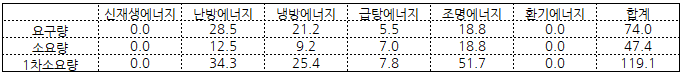 신재생에너지 난방에너지 냉방에너지 급탕에너지 조명에너지 환기에너지 합계
요구량 0.0 28.5 21.2 5.5 18.8 0.0 74.0
소요량 0.0 12.5 9.2 7.0 18.8 0.0 47.4
1차소요량 0.0 34.3 25.4 7.8 51.7 0.0 119.1